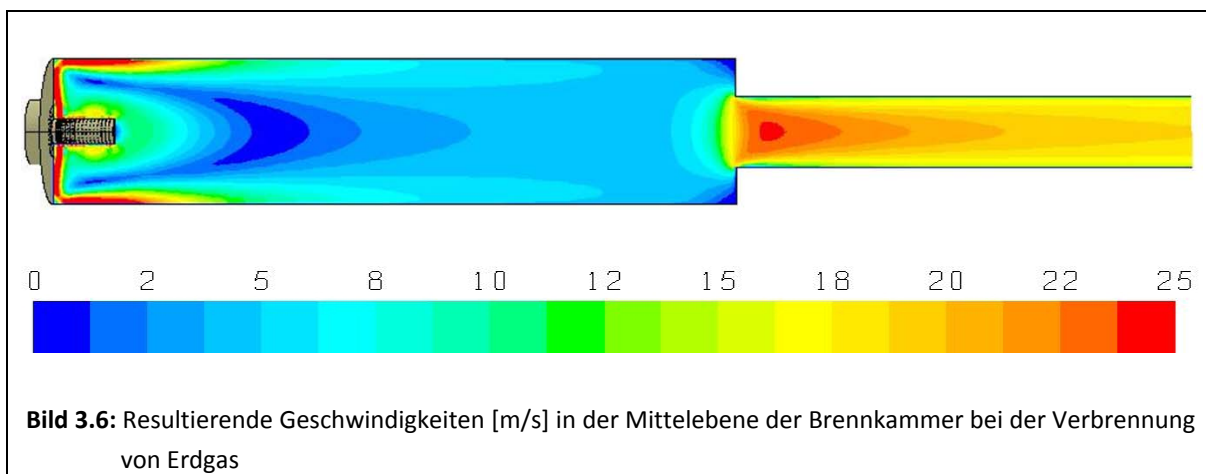 0 2 5 8 10 12 15 18 20 22 25
Bild 3.6: Resultierende Geschwindigkeiten [m/s] in der Mittelebene der Brennkammer bei der Verbrennung
von Erdgas